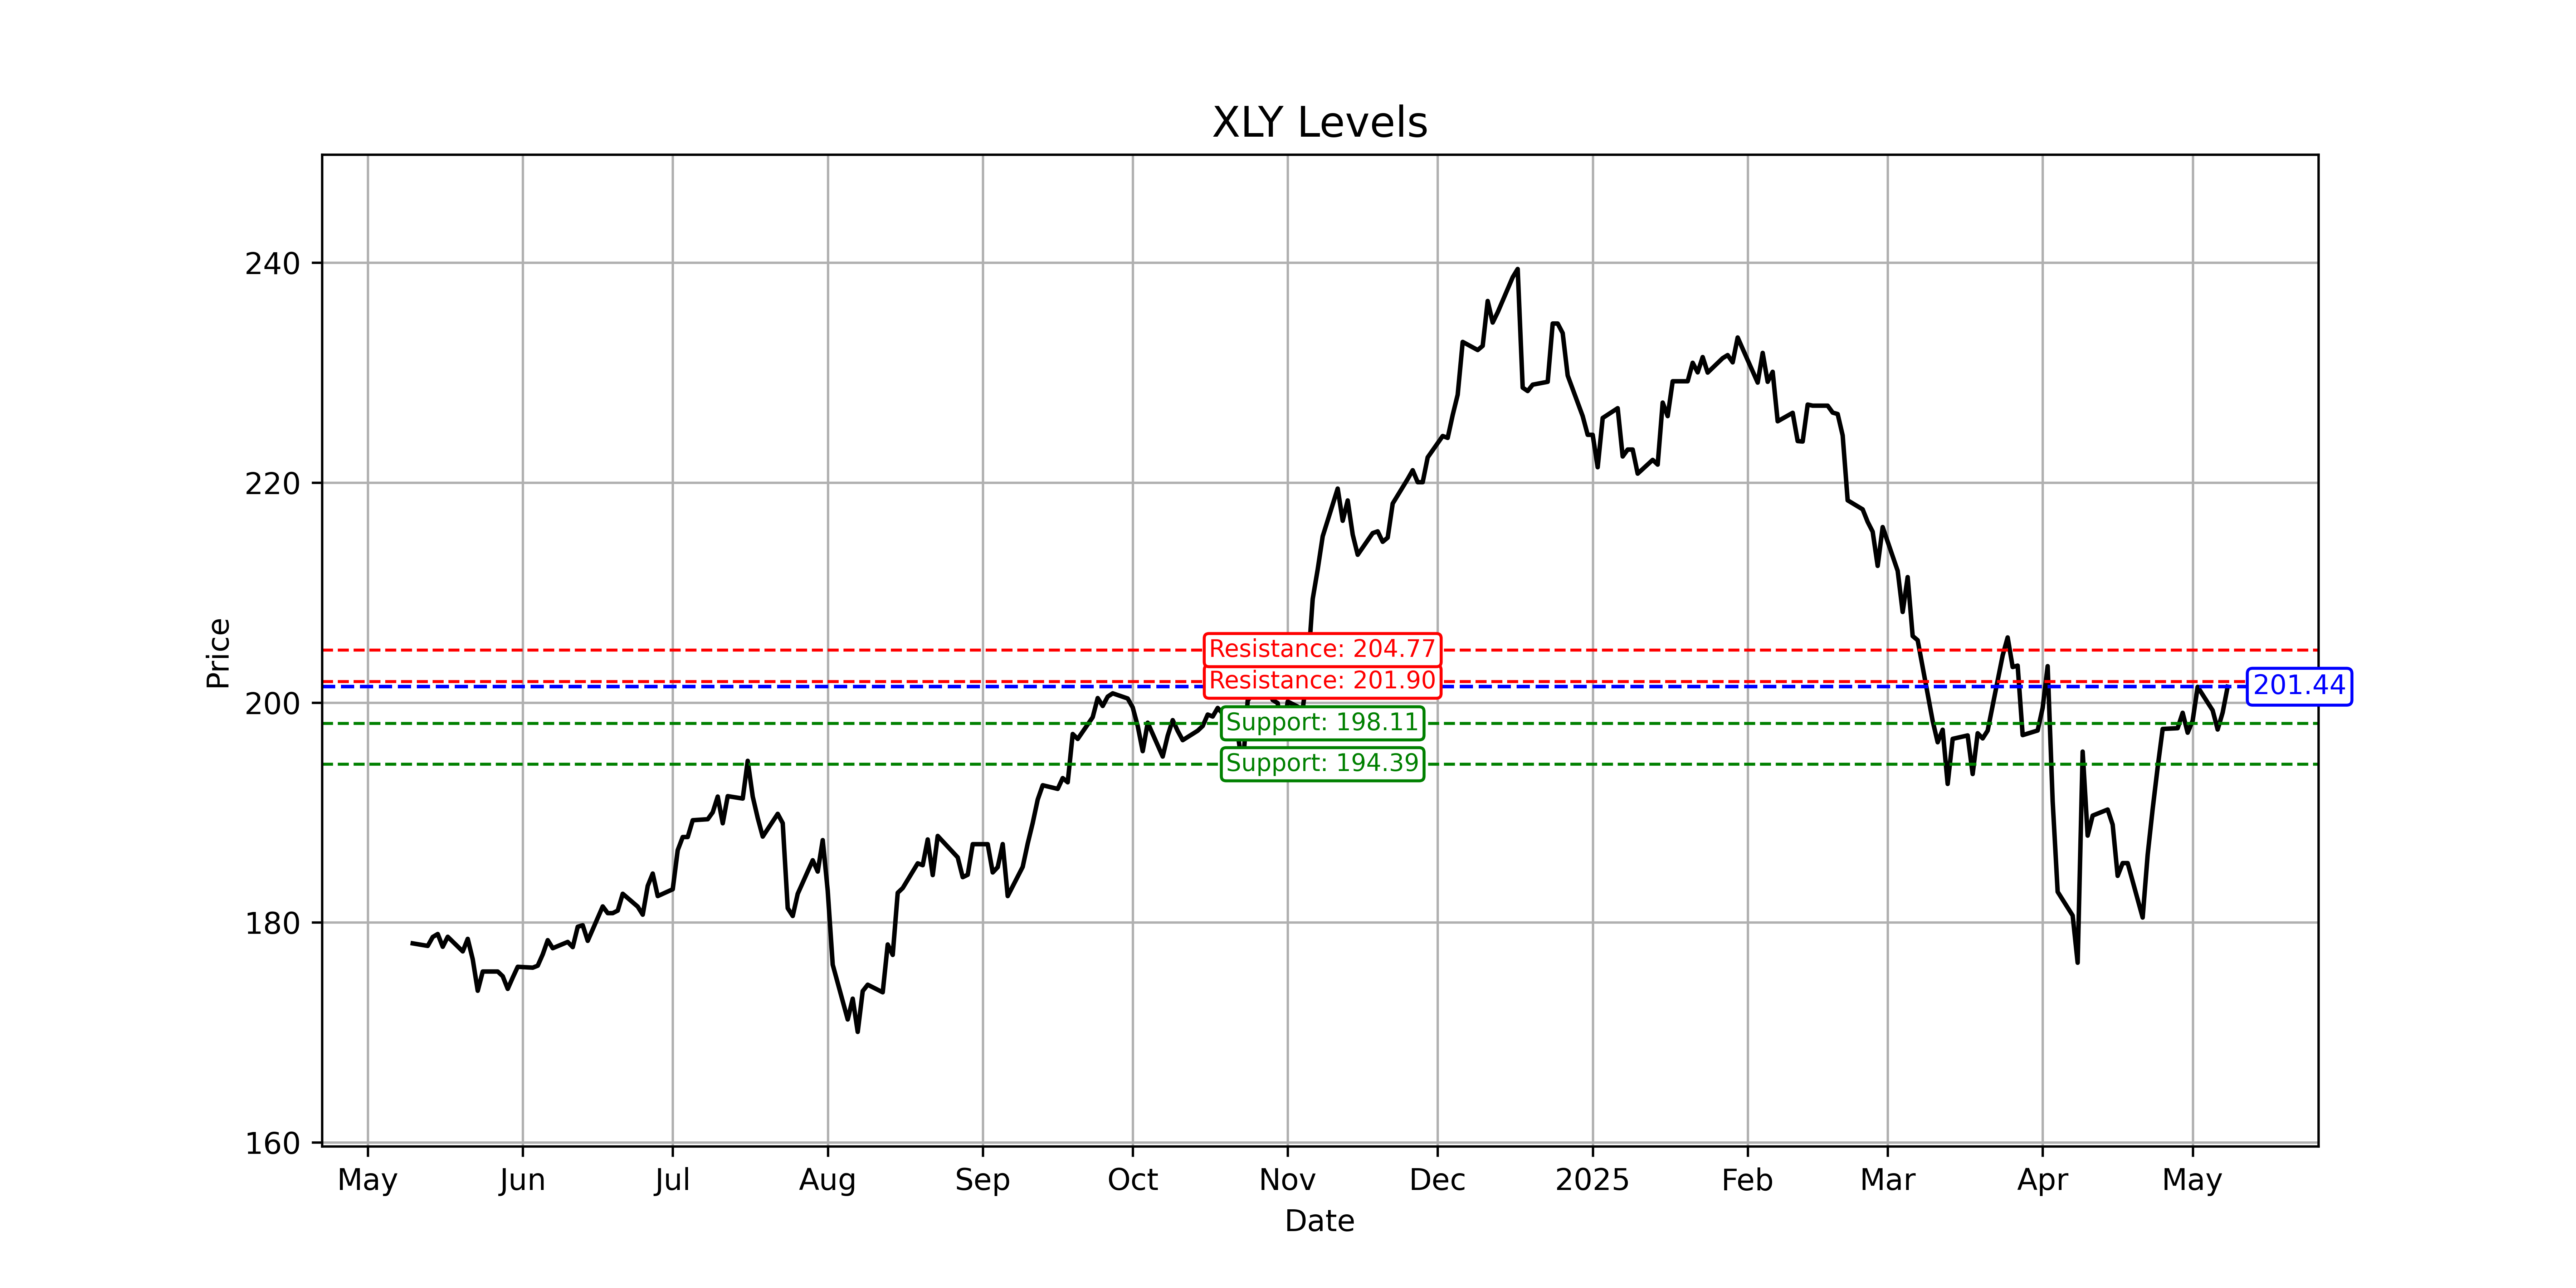 XLY Levels
240
220
200
180
160
Price
Resistance: 204.77
Resistance: 201.90
201.44
Support: 198.11
Support: 194.39
May Jun Jul Aug Sep Oct Nov Dec 2025 Feb Mar Apr May
Date